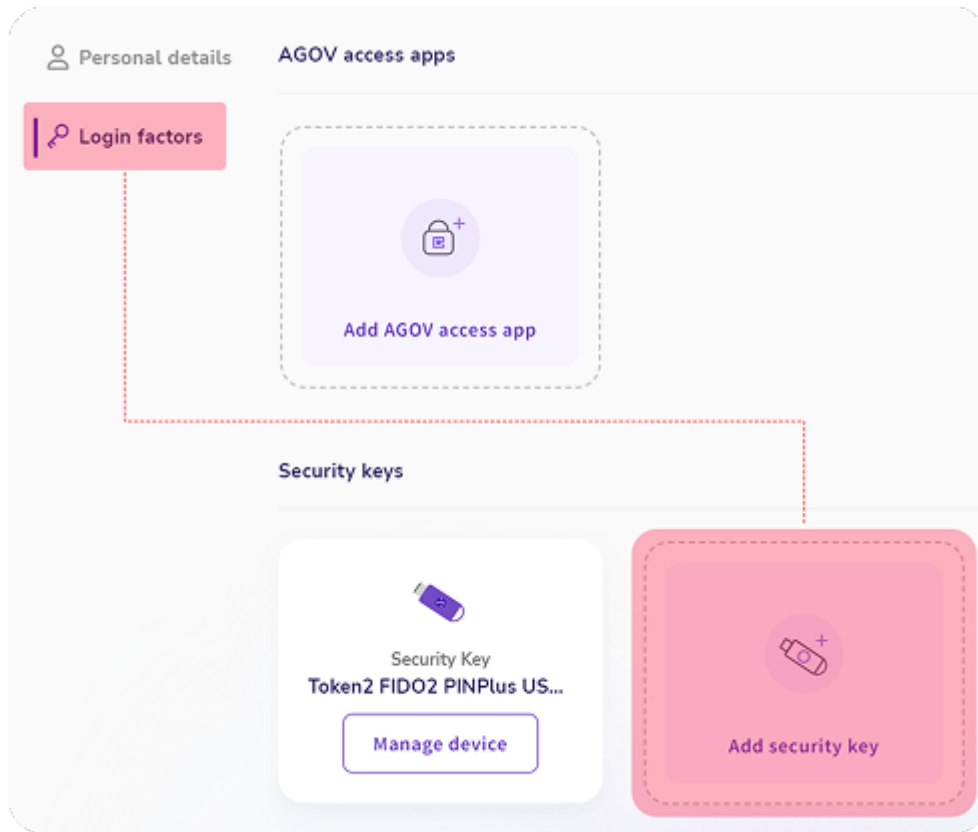 Personal details
Login factors
AGOV access apps
Add AGOV access app
Security keys
Security Key
Token2 FIDO2 PINPlus US...
Manage device
Add security key